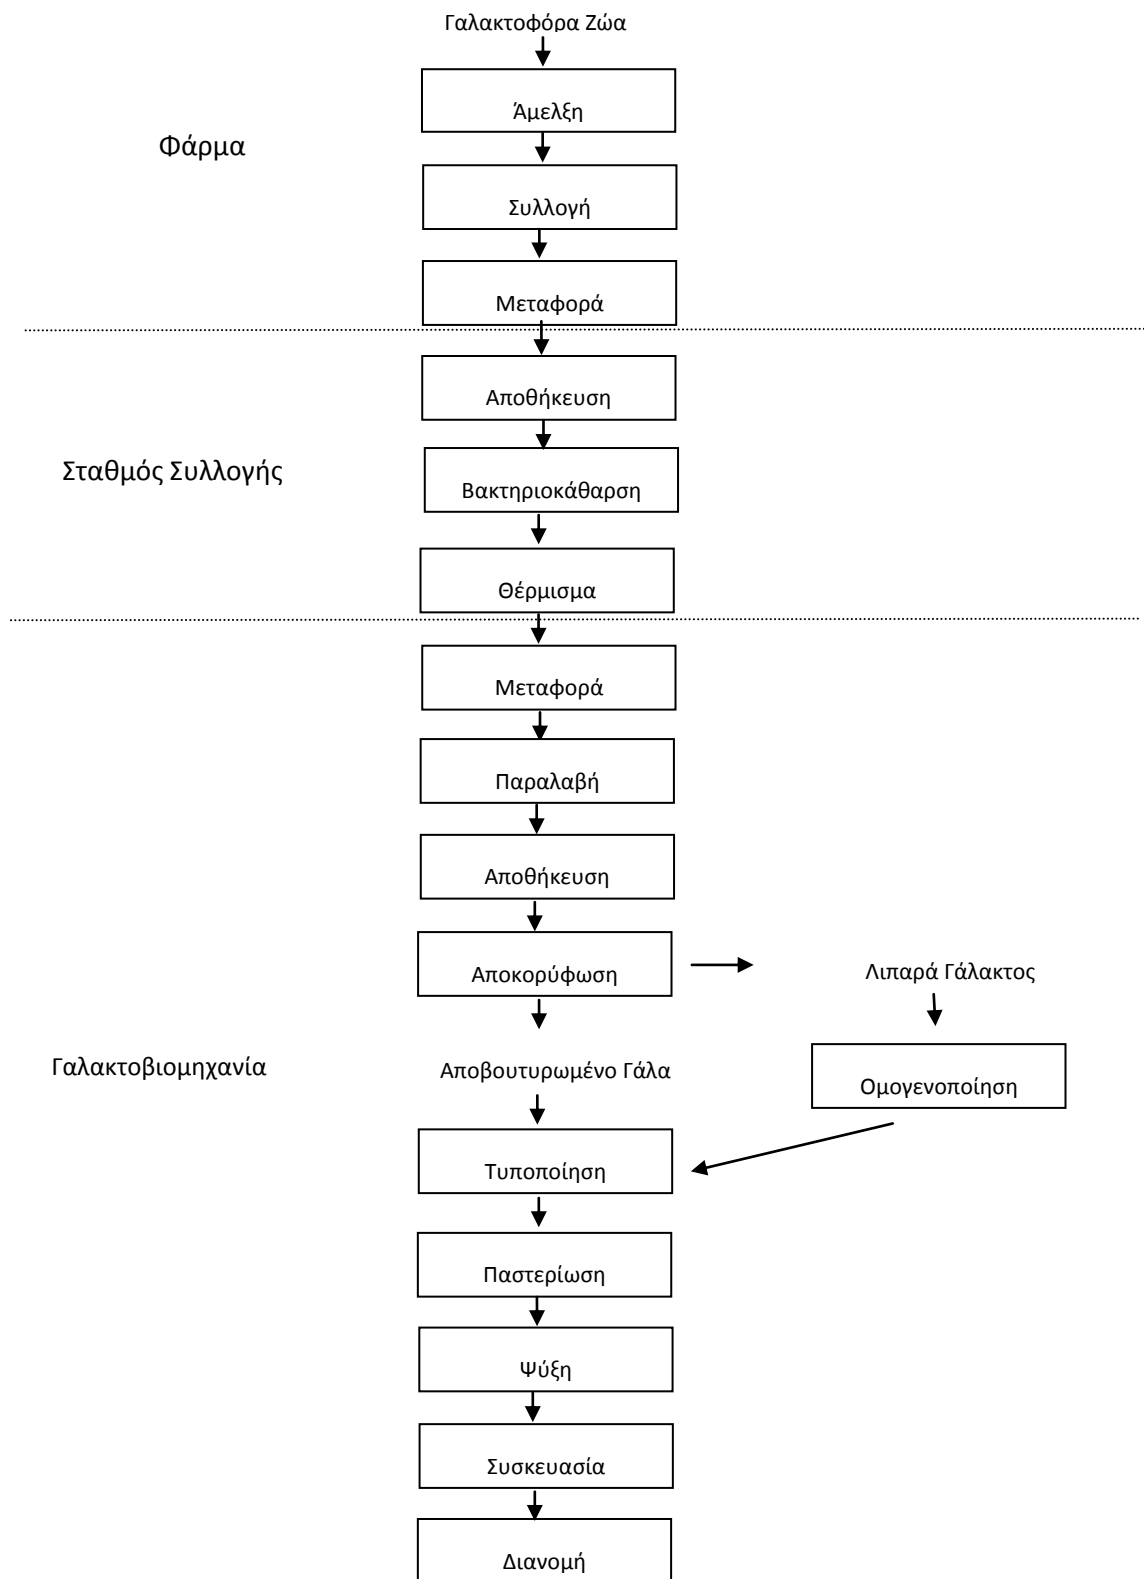 Γαλακτοφόρα Ζώα
Άμελξη
Φάρμα
Συλλογή
Μεταφορά
Αποθήκευση
Σταθμός Συλλογής
Βακτηριοκάθαρση
Θέρμισμα
Μεταφορά
Παραλαβή
Αποθήκευση
Αποκορύφωση
Λιπαρά Γάλακτος
Γαλακτοβιομηχανία
Αποβουτυρωμένο Γάλα
Ομογενοποίηση
Τυποποίηση
Παστερίωση
Ψύξη
Συσκευασία
Διανομή